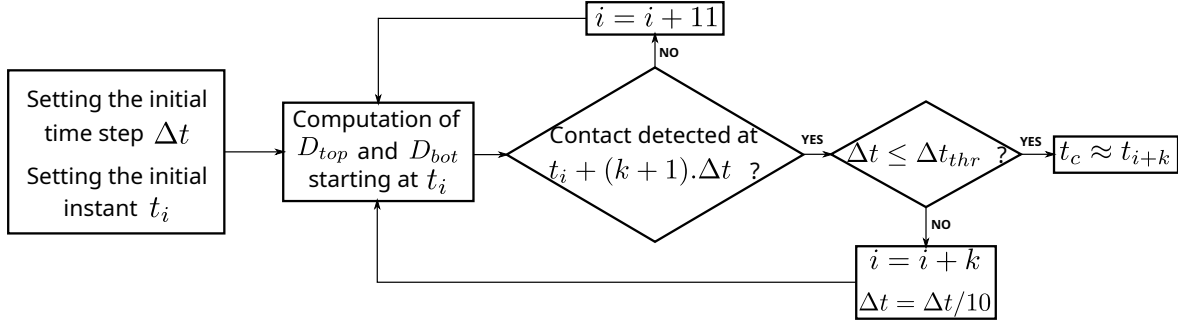 Setting the initial
time step Δt
Setting the initial
instant t_i
Computation of
D_top and D_bot
starting at t_i
i = i + 11
NO
Contact detected at
t_i + (k + 1).Δt ?
YES
Δt ≤ Δt_thr ?
YES
t_c ≈ t_{i+k}
NO
i = i + k
Δt = Δt/10